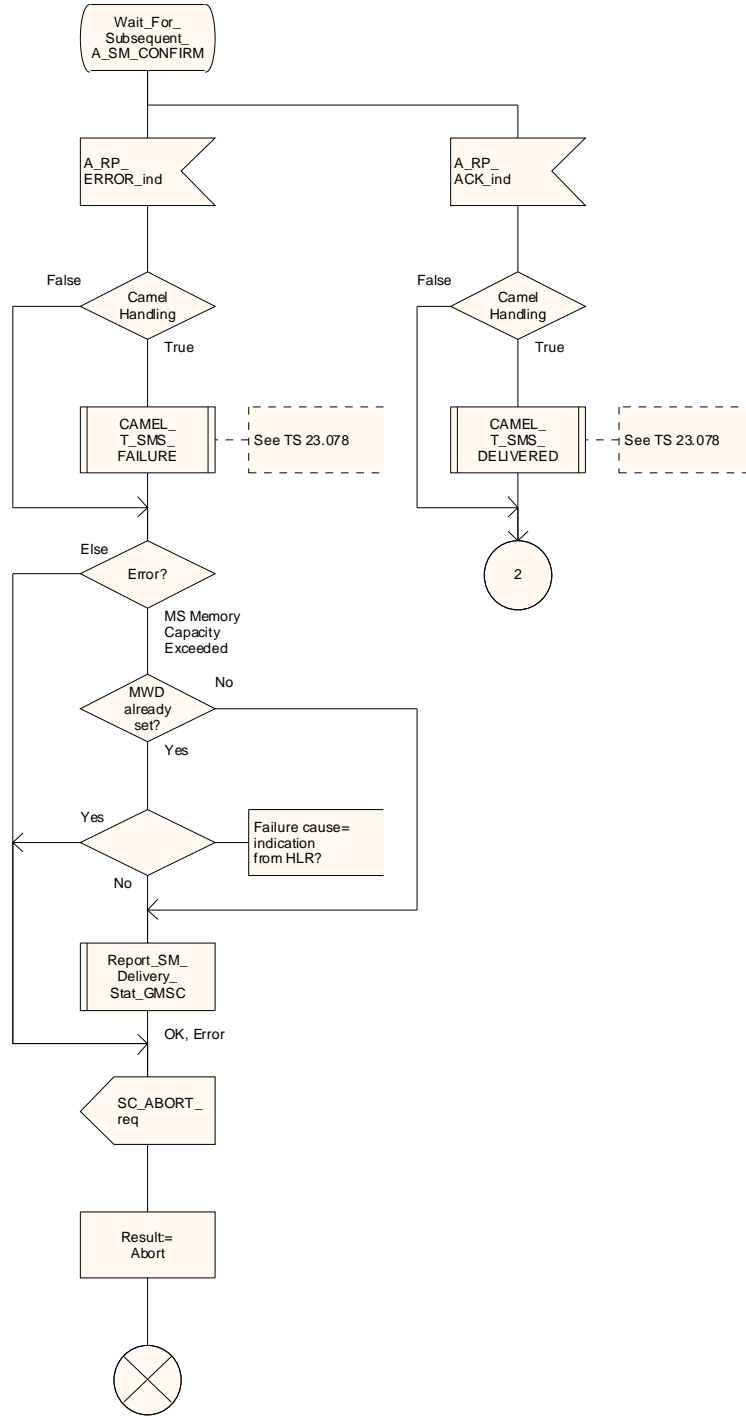 Wait_For_
Subsequent_
A_SM_CONFIRM
A_RP_
ERROR_ind
A_RP_
ACK_ind
False
Camel
Handling
True
False
Camel
Handling
True
CAMEL_
T_SMS_
FAILURE
See TS 23.078
CAMEL_
T_SMS_
DELIVERED
See TS 23.078
Else
Error?
2
MS Memory
Capacity
Exceeded
No
MWD
already
set?
Yes
Yes
Failure cause=
indication
from HLR?
No
Report_SM_
Delivery_
Stat_GMSC
OK, Error
SC_ABORT_
req
Result:=
Abort